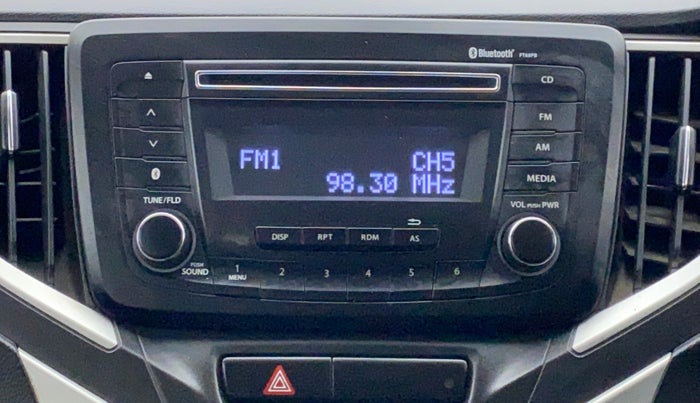 Bluetooth®
CD
FM
AM
MEDIA
FM1 CH5
98.30 MHz
TUNE/FLD
VOL PUSH PWR
DISP RPT RDM AS
PUSH
SOUND
1 2 3 4 5 6
MENU